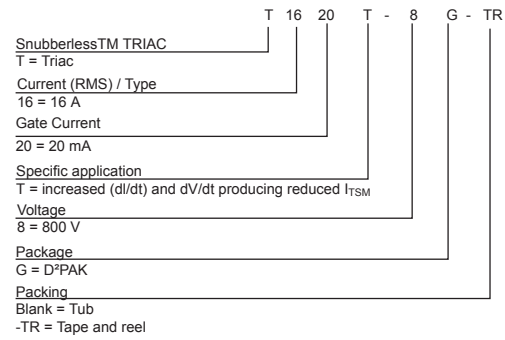 T 16 20 T - 8 G - TR
SnubberlessTM TRIAC
T = Triac
Current (RMS) / Type
16 = 16 A
Gate Current
20 = 20 mA
Specific application
T = increased (dl/dt) and dV/dt producing reduced ITSM
Voltage
8 = 800 V
Package
G = D²PAK
Packing
Blank = Tub
-TR = Tape and reel